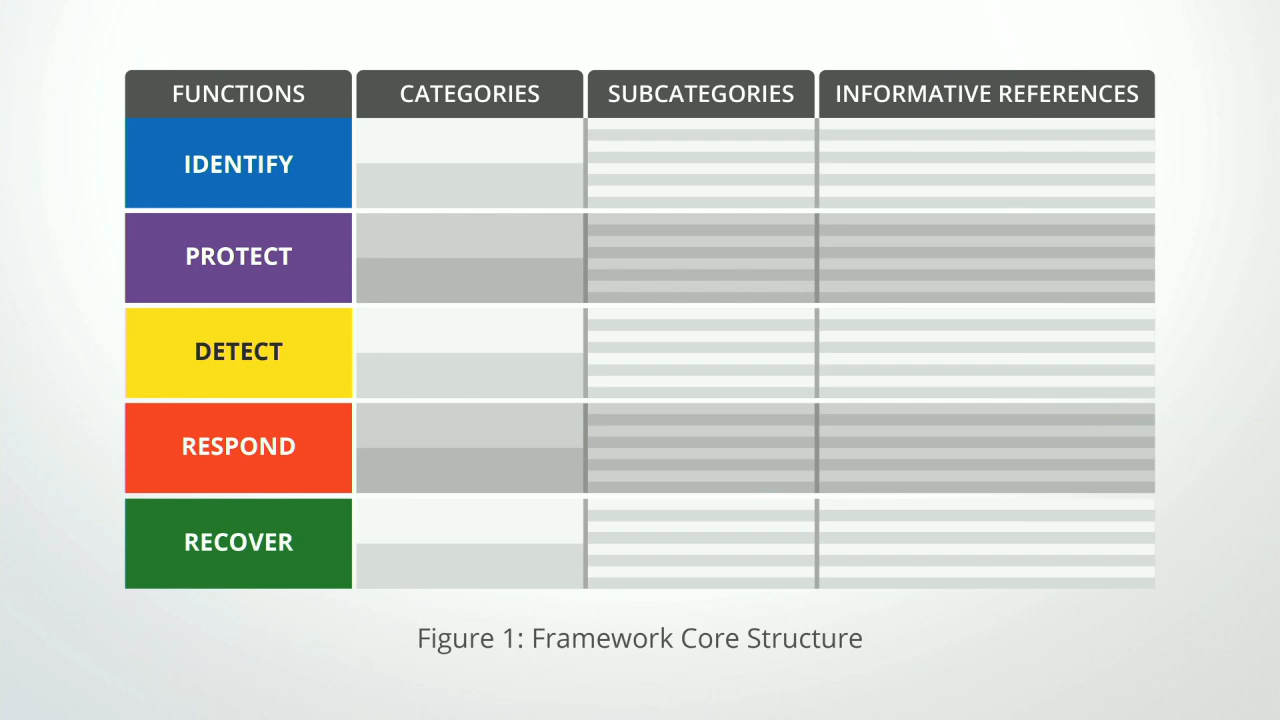 FUNCTIONS CATEGORIES SUBCATEGORIES INFORMATIVE REFERENCES
IDENTIFY
PROTECT
DETECT
RESPOND
RECOVER
Figure 1: Framework Core Structure